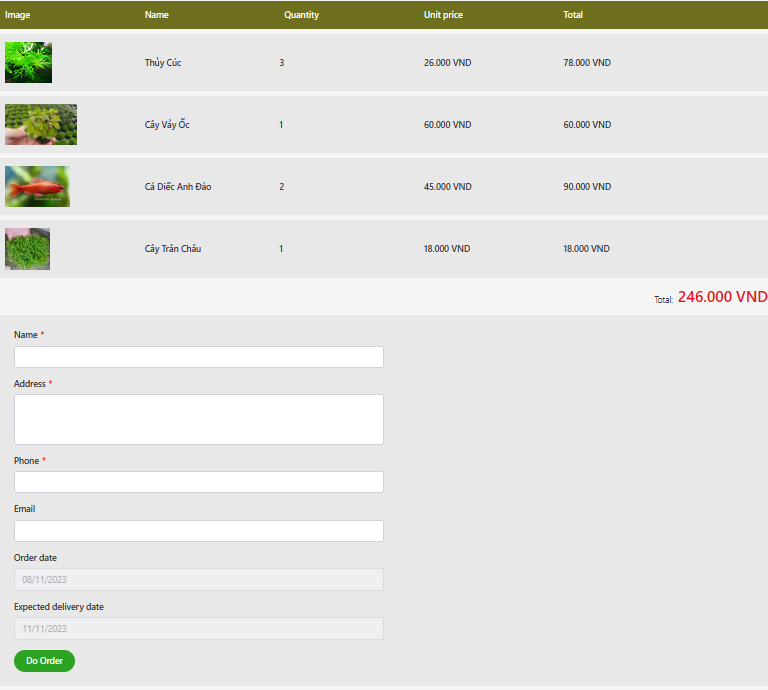 Image Name Quantity Unit price Total
Thủy Cúc 3 26.000 VND 78.000 VND
Cây Vảy Ốc 1 60.000 VND 60.000 VND
Cá Diếc Anh Đào 2 45.000 VND 90.000 VND
Cây Trân Châu 1 18.000 VND 18.000 VND
Total: 246.000 VND
Name *
Address *
Phone *
Email
Order date
08/11/2023
Expected delivery date
11/11/2023
Do Order